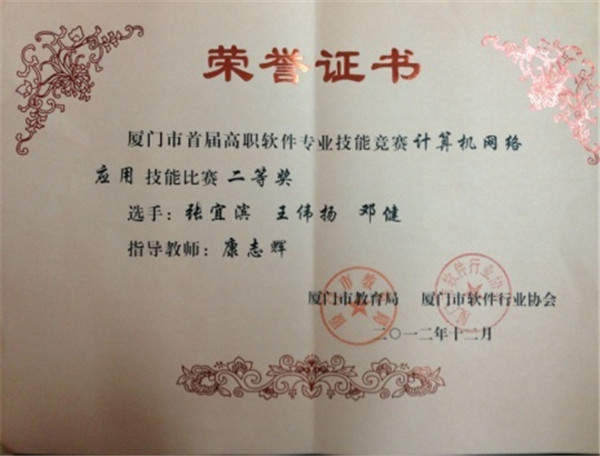 荣誉证书
厦门市首届高职软件专业技能竞赛计算机网络
应用 技能比赛 二等奖
选手：张宜滨 王伟扬 邓健
指导教师：康志辉
厦门市教育局 厦门市软件行业协会
二○一二年十二月